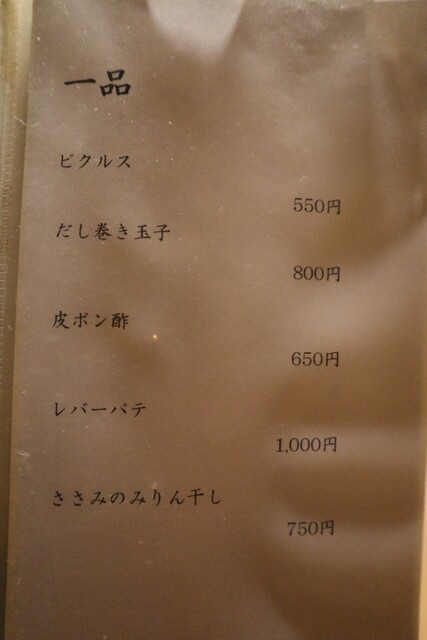 一品
ピクルス
550円
だし巻き玉子
800円
皮ポン酢
650円
レバーパテ
1,000円
ささみのみりん干し
750円